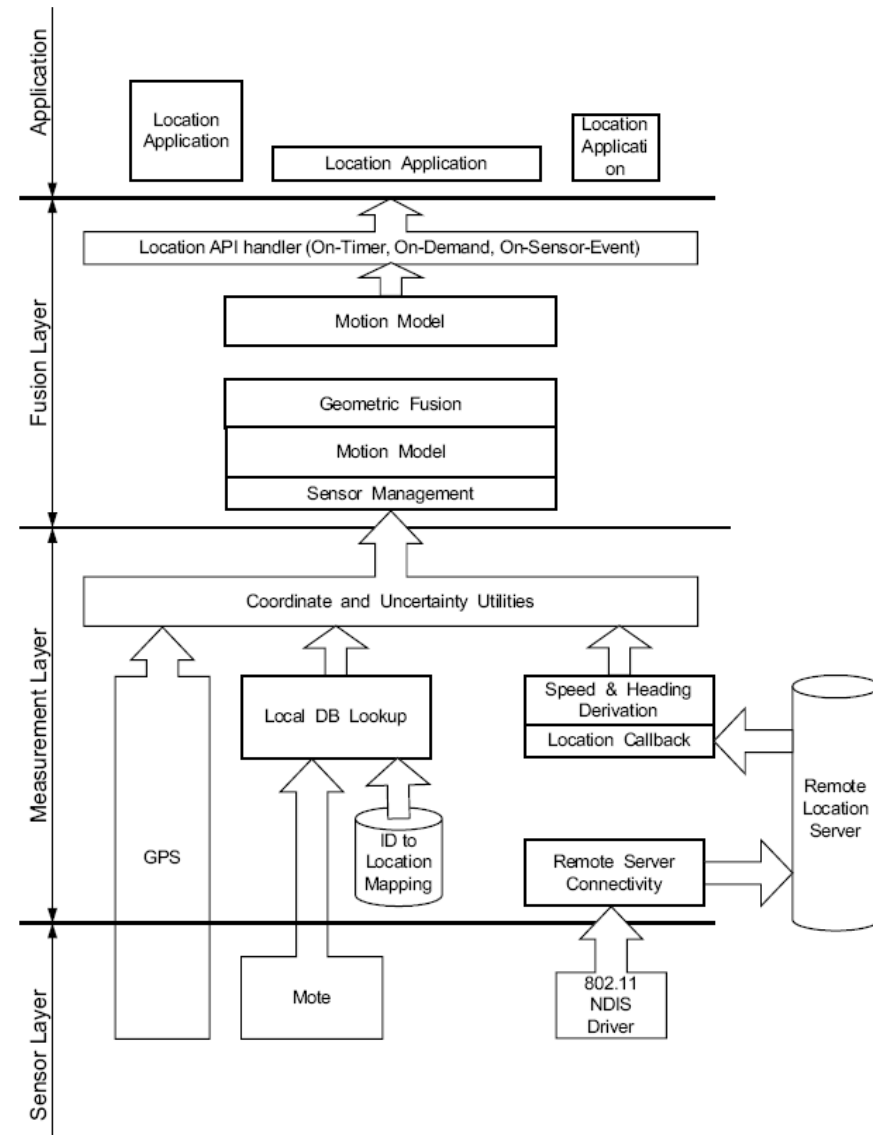 Application
Location
Application
Location Application
Location
Applicati
on
Fusion Layer
Location API handler (On-Timer, On-Demand, On-Sensor-Event)
Motion Model
Geometric Fusion
Motion Model
Sensor Management
Measurement Layer
Coordinate and Uncertainty Utilities
Local DB Lookup
Speed & Heading
Derivation
Location Callback
GPS
ID to
Location
Mapping
Remote Server
Connectivity
Remote
Location
Server
Sensor Layer
Mote
802.11
NDIS
Driver